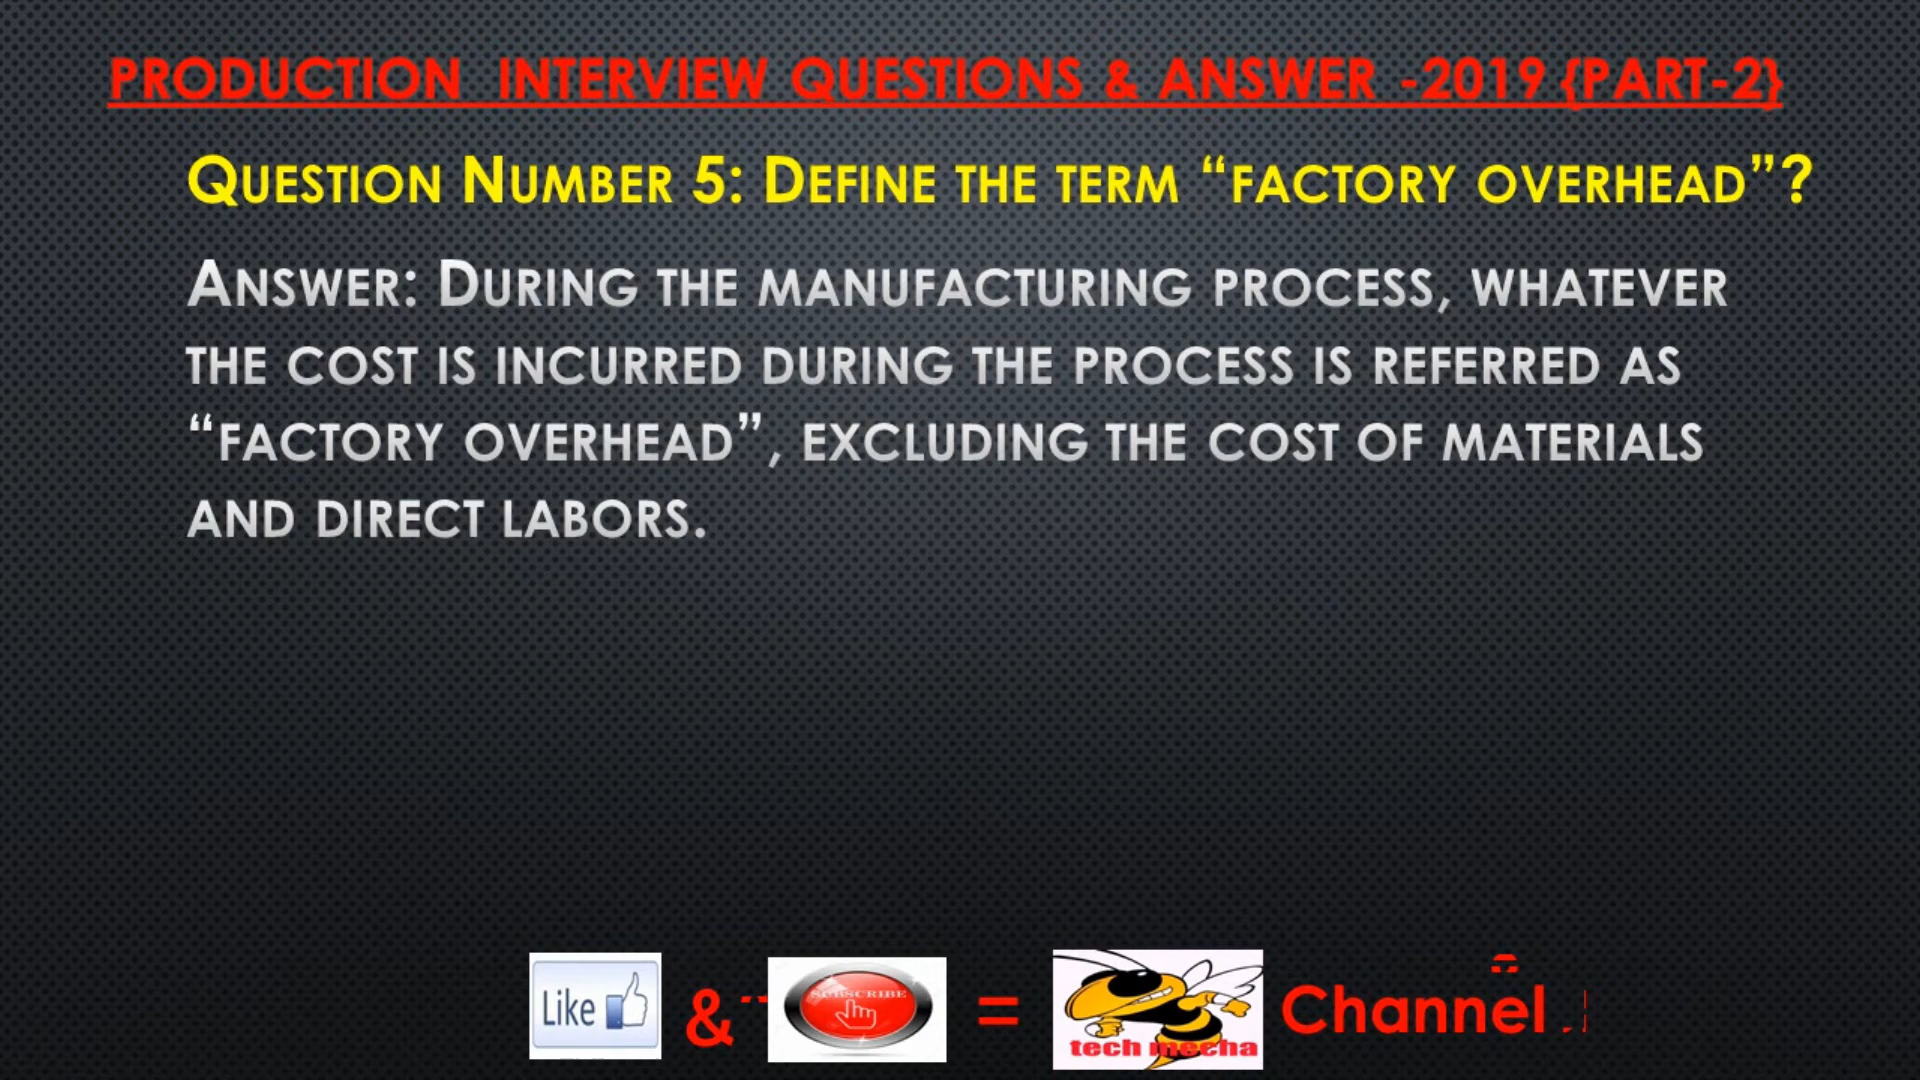 PRODUCTION INTERVIEW QUESTIONS & ANSWER -2019 {PART-2}
QUESTION NUMBER 5: DEFINE THE TERM “FACTORY OVERHEAD”?
ANSWER: DURING THE MANUFACTURING PROCESS, WHATEVER
THE COST IS INCURRED DURING THE PROCESS IS REFERRED AS
“FACTORY OVERHEAD”, EXCLUDING THE COST OF MATERIALS
AND DIRECT LABORS.
Like & SUBSCRIBE = tech mecha Channel